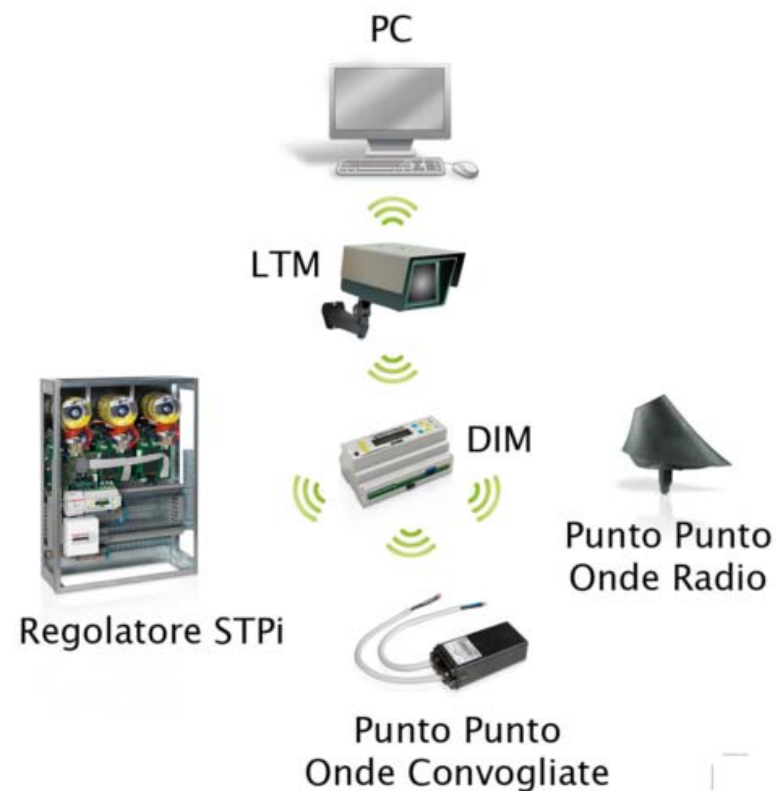 PC
LTM
DIM
Punto Punto
Onde Radio
Regolatore STPi
Punto Punto
Onde Convogliate